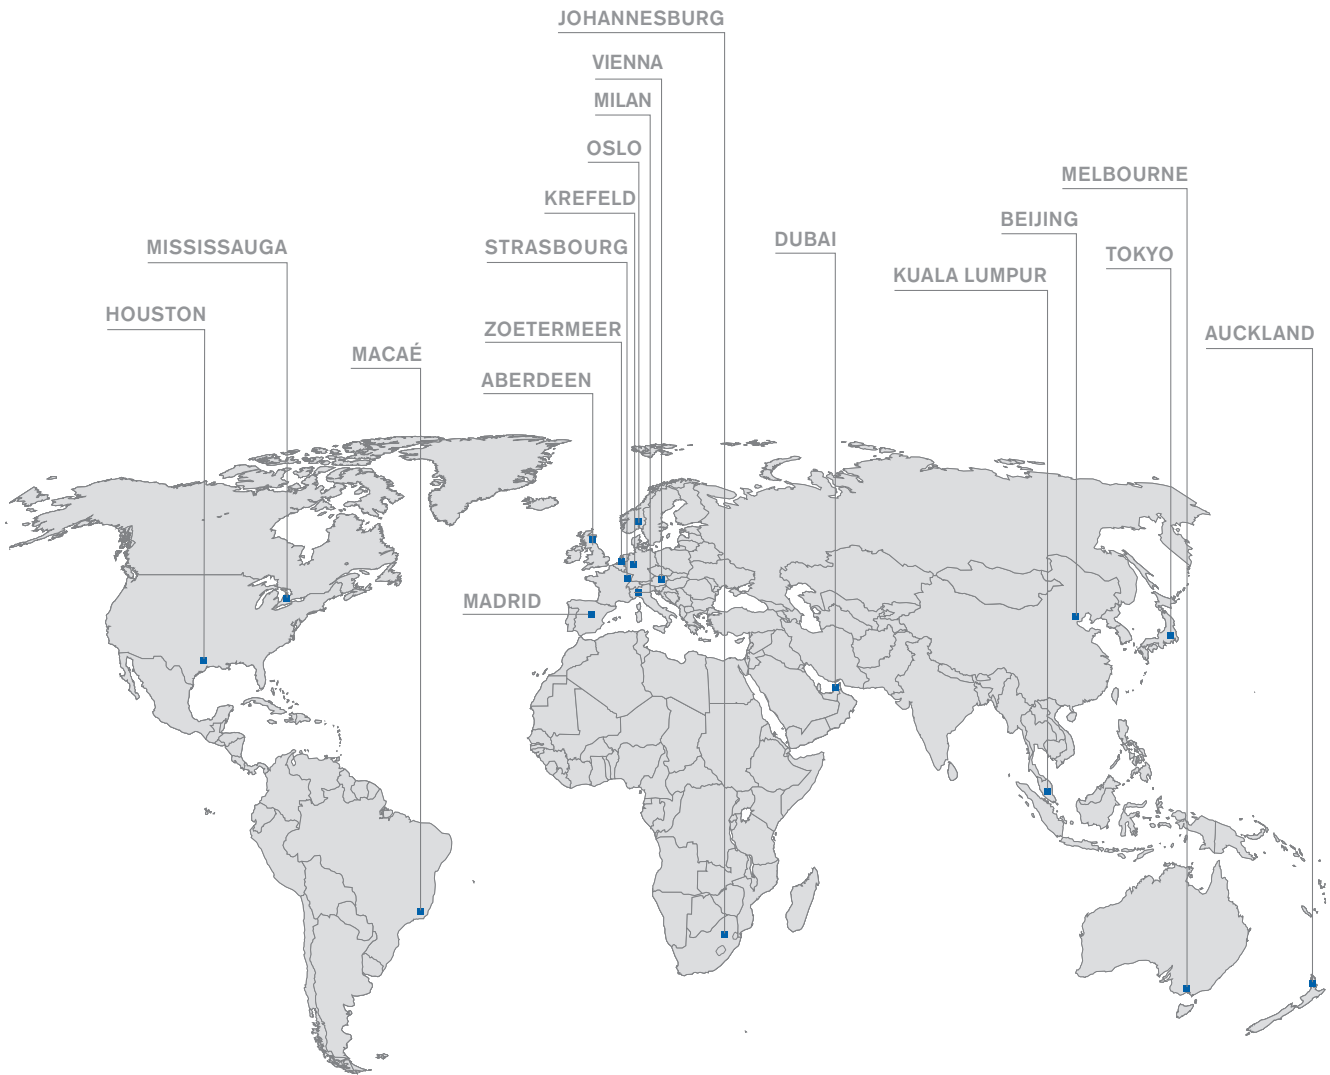 JOHANNESBURG
VIENNA
MILAN
OSLO
MELBOURNE
KREFELD
BEIJING
MISSISSAUGA
STRASBOURG
DUBAI
TOKYO
KUALA LUMPUR
HOUSTON
ZOETERMEER
AUCKLAND
MACAÉ
ABERDEEN
MADRID